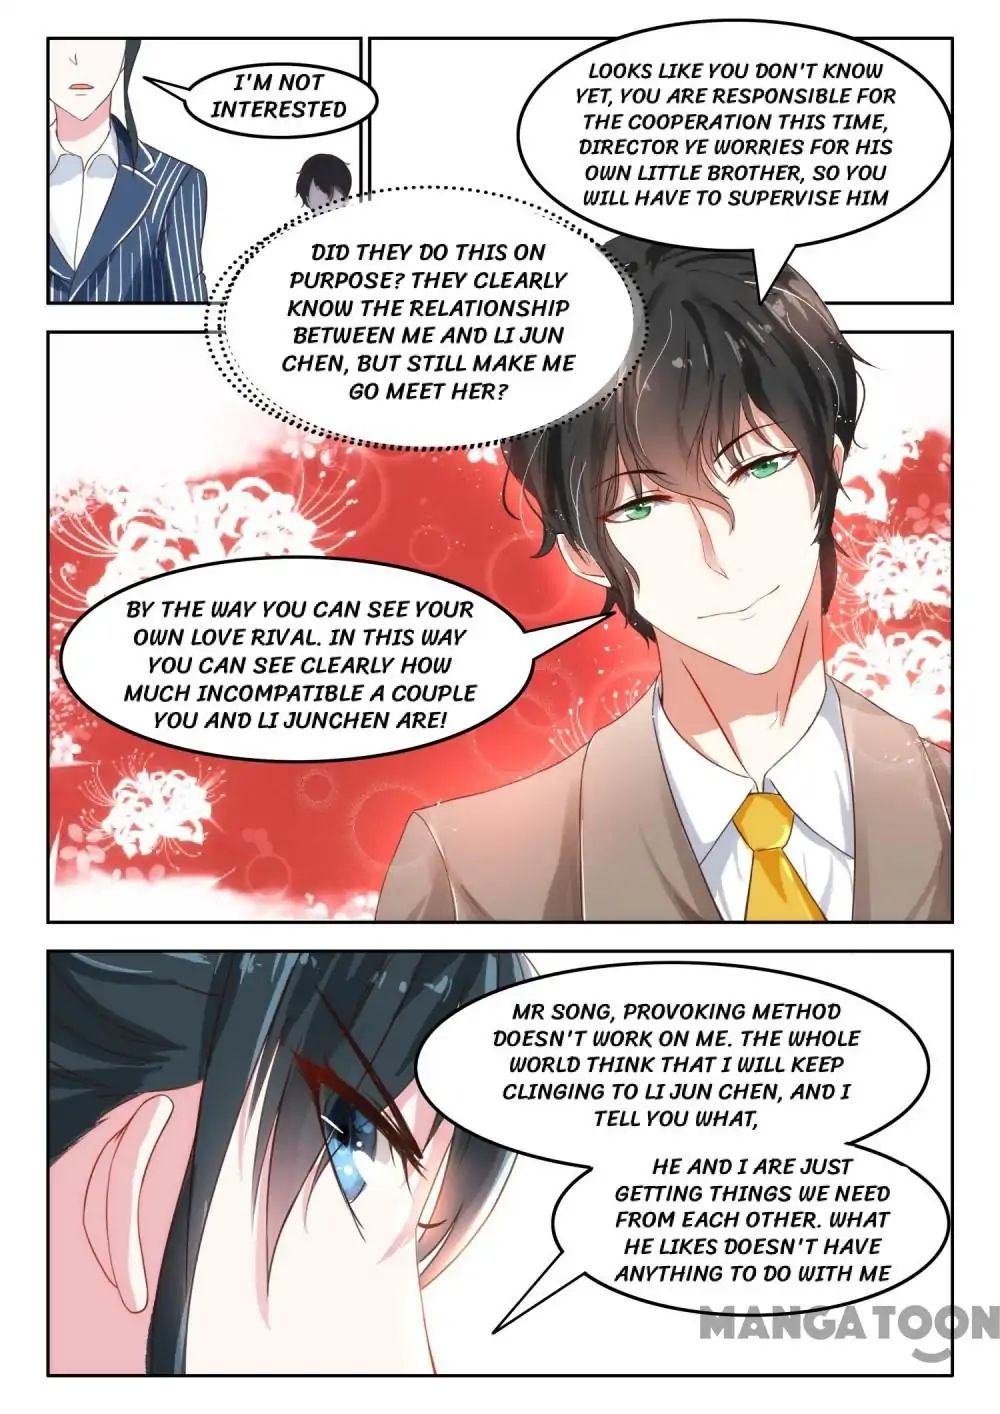 I'M NOT
INTERESTED
LOOKS LIKE YOU DON'T KNOW
YET, YOU ARE RESPONSIBLE FOR
THE COOPERATION THIS TIME,
DIRECTOR YE WORRIES FOR HIS
OWN LITTLE BROTHER, SO YOU
WILL HAVE TO SUPERVISE HIM
DID THEY DO THIS ON
PURPOSE? THEY CLEARLY
KNOW THE RELATIONSHIP
BETWEEN ME AND LI JUN
CHEN, BUT STILL MAKE ME
GO MEET HER?
BY THE WAY YOU CAN SEE YOUR
OWN LOVE RIVAL. IN THIS WAY
YOU CAN SEE CLEARLY HOW
MUCH INCOMPATIBLE A COUPLE
YOU AND LI JUNCHEN ARE!
MR SONG, PROVOKING METHOD
DOESN'T WORK ON ME. THE WHOLE
WORLD THINK THAT I WILL KEEP
CLINGING TO LI JUN CHEN, AND I
TELL YOU WHAT,
HE AND I ARE JUST
GETTING THINGS WE NEED
FROM EACH OTHER. WHAT
HE LIKES DOESN'T HAVE
ANYTHING TO DO WITH ME
MANGATOON